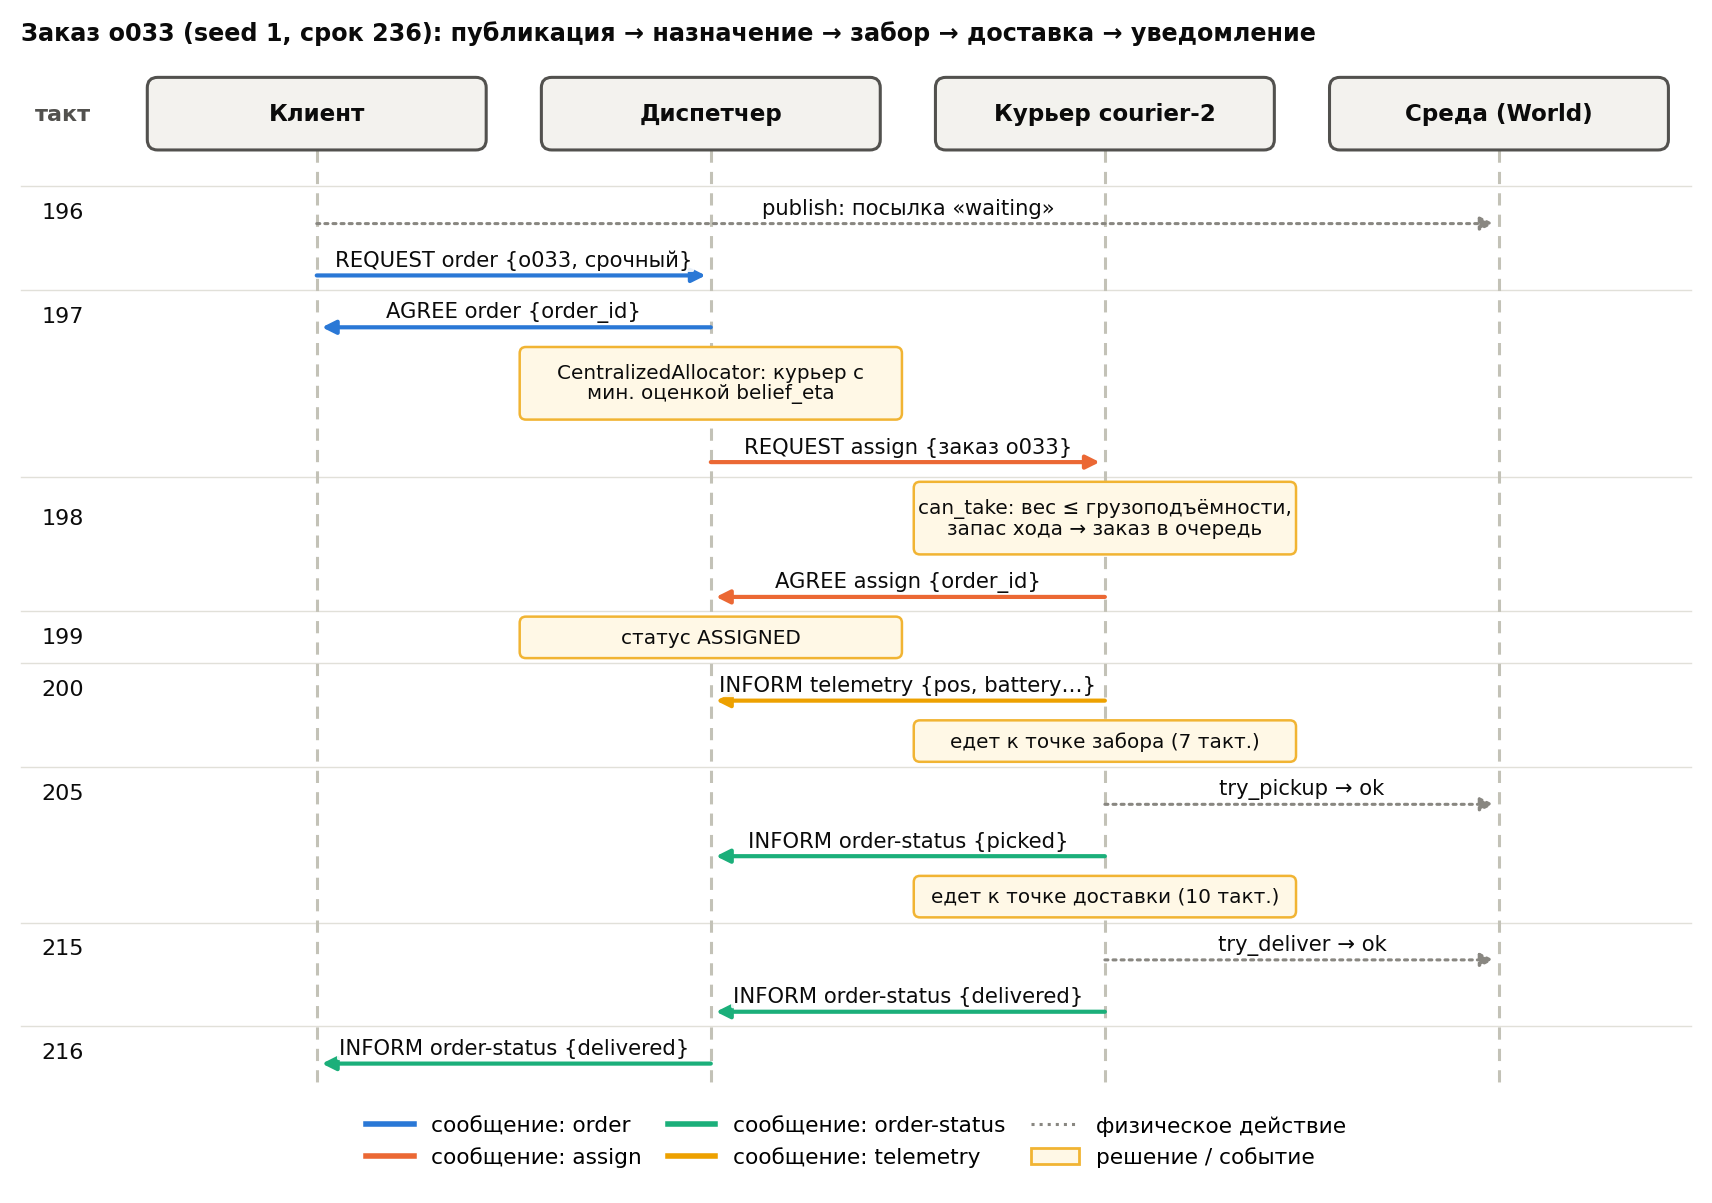 Заказ o033 (seed 1, срок 236): публикация → назначение → забор → доставка → уведомление
такт
Клиент
Диспетчер
Курьер courier-2
Среда (World)
196
publish: посылка «waiting»
REQUEST order {o033, срочный}
197
AGREE order {order_id}
CentralizedAllocator: курьер с
мин. оценкой belief_eta
REQUEST assign {заказ o033}
198
can_take: вес ≤ грузоподъёмности,
запас хода → заказ в очередь
AGREE assign {order_id}
199
статус ASSIGNED
200
INFORM telemetry {pos, battery…}
едет к точке забора (7 такт.)
205
try_pickup → ok
INFORM order-status {picked}
едет к точке доставки (10 такт.)
215
try_deliver → ok
INFORM order-status {delivered}
216
INFORM order-status {delivered}
сообщение: order
сообщение: order-status
физическое действие
сообщение: assign
сообщение: telemetry
решение / событие